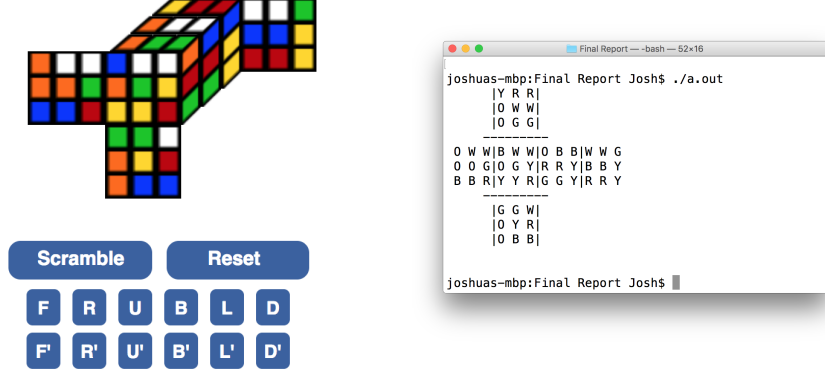 Scramble Reset
F R U B L D
F' R' U' B' L' D'
Final Report — -bash — 52×16
joshuas-mbp:Final Report Josh$ ./a.out
|Y R R|
|O W W|
|O G G|
---------
O W W|B W W|O B B|W W G
O O G|O G Y|R R Y|B B Y
B B R|Y Y R|G G Y|R R Y
---------
|G G W|
|O Y R|
|O B B|
joshuas-mbp:Final Report Josh$